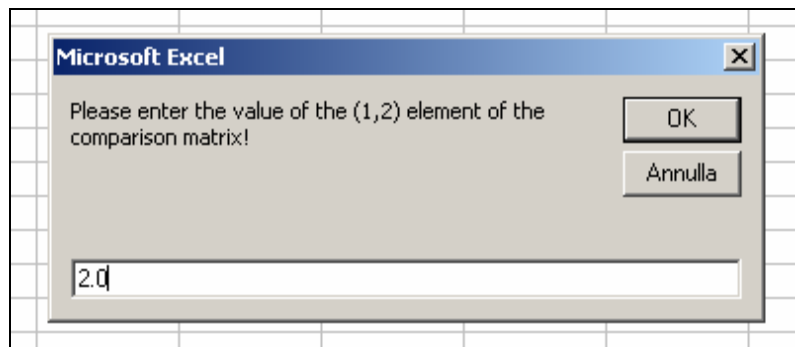 Microsoft Excel
Please enter the value of the (1,2) element of the
comparison matrix!
OK
Annulla
2.0